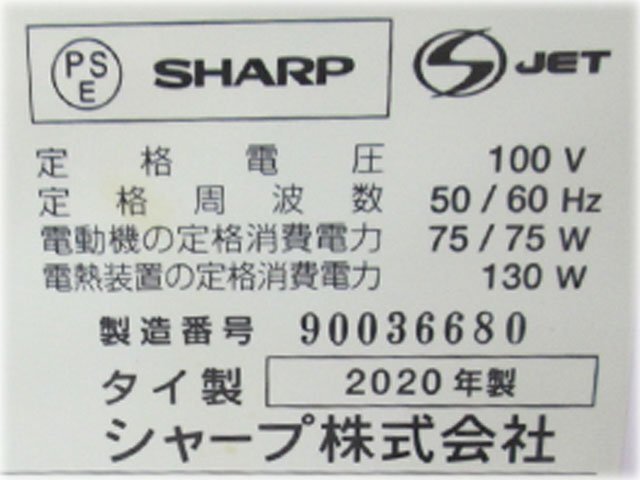 PSE SHARP JET
定格電圧 100 V
定格周波数 50 / 60 Hz
電動機の定格消費電力 75 / 75 W
電熱装置の定格消費電力 130 W
製造番号 90036680
タイ製 2020年製
シャープ株式会社